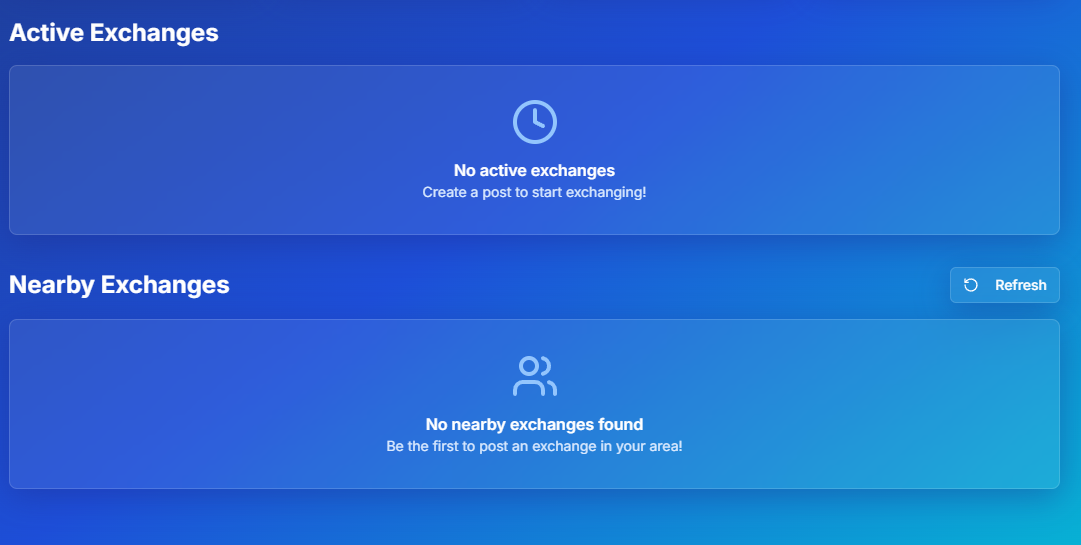 Active Exchanges
No active exchanges
Create a post to start exchanging!
Nearby Exchanges
Refresh
No nearby exchanges found
Be the first to post an exchange in your area!